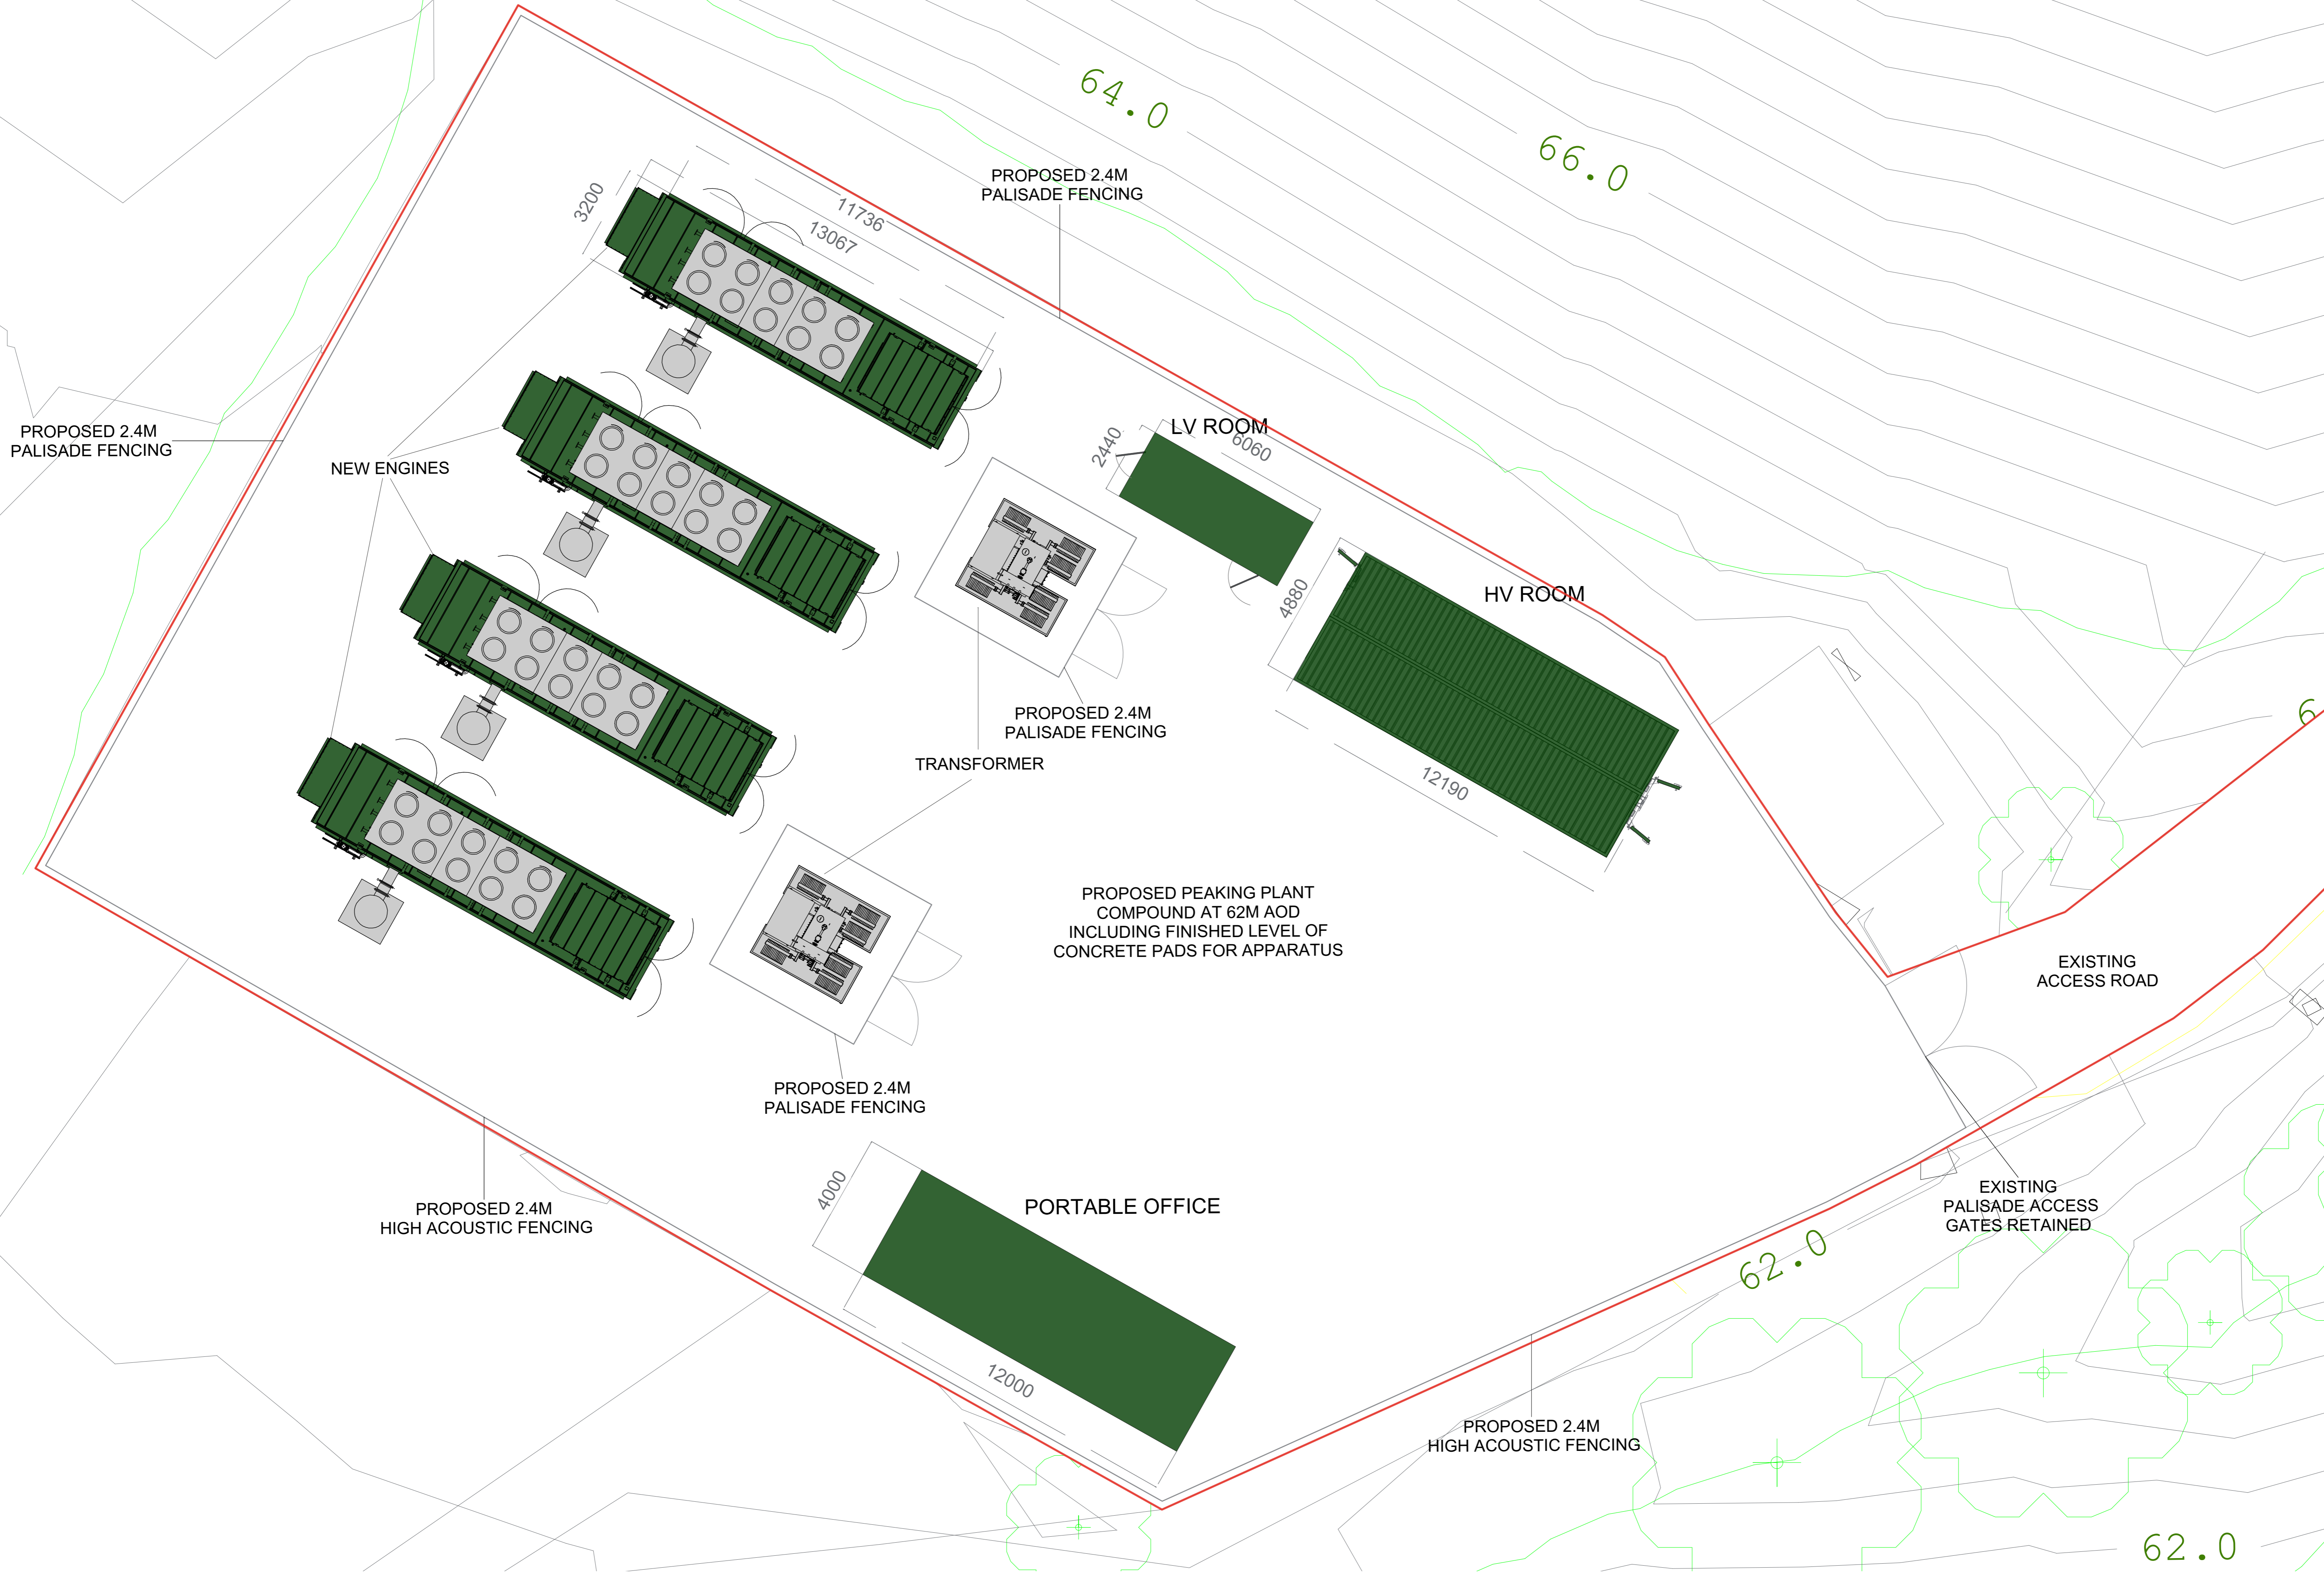 64.0
66.0
PROPOSED 2.4M
PALISADE FENCING
3200
11736
13067
PROPOSED 2.4M
PALISADE FENCING
NEW ENGINES
LV ROOM
2440
6060
HV ROOM
4880
12190
PROPOSED 2.4M
PALISADE FENCING
TRANSFORMER
PROPOSED PEAKING PLANT
COMPOUND AT 62M AOD
INCLUDING FINISHED LEVEL OF
CONCRETE PADS FOR APPARATUS
EXISTING
ACCESS ROAD
PROPOSED 2.4M
PALISADE FENCING
PROPOSED 2.4M
HIGH ACOUSTIC FENCING
4000
PORTABLE OFFICE
12000
EXISTING
PALISADE ACCESS
GATES RETAINED
62.0
PROPOSED 2.4M
HIGH ACOUSTIC FENCING
62.0